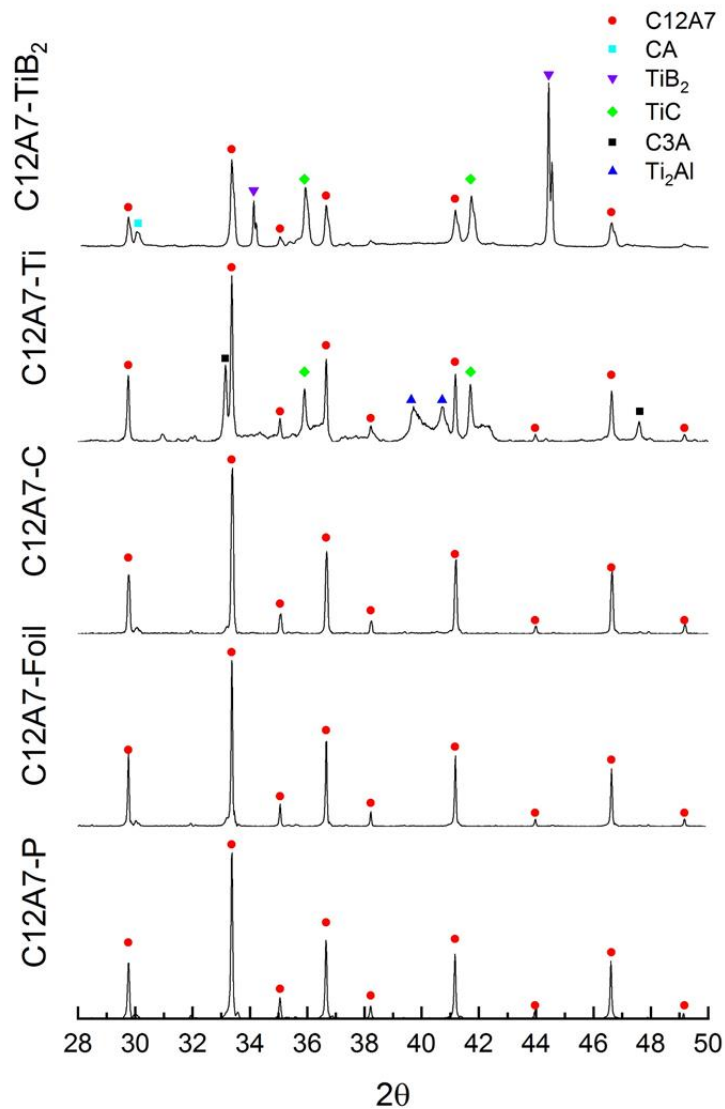 C12A7
CA
TiB₂
TiC
C3A
Ti₂Al
C12A7-TiB₂
C12A7-Ti
C12A7-C
C12A7-Foil
C12A7-P
28 30 32 34 36 38 40 42 44 46 48 50
2θ